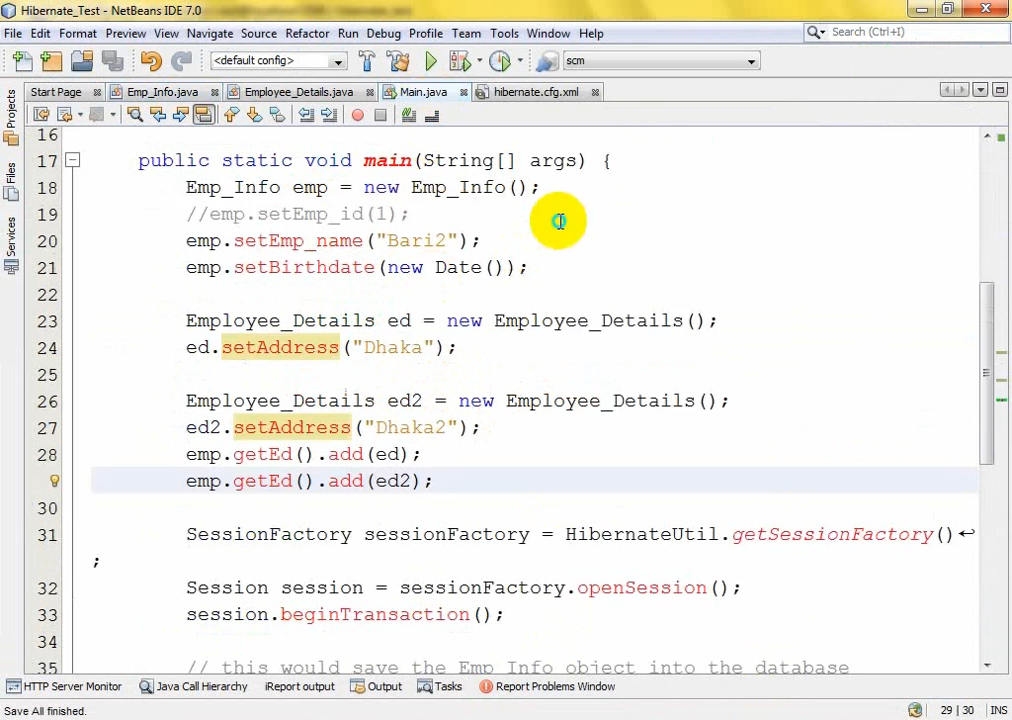 Hibernate_Test - NetBeans IDE 7.0
File Edit Format Preview View Navigate Source Refactor Run Debug Profile Team Tools Window Help
Search (Ctrl+I)
<default config>
scm
Start Page Emp_Info.java Employee_Details.java Main.java hibernate.cfg.xml
Projects
Files
Services
16
17 public static void main(String[] args) {
18 Emp_Info emp = new Emp_Info();
19 //emp.setEmp_id(1);
20 emp.setEmp_name("Bari2");
21 emp.setBirthdate(new Date());
22
23 Employee_Details ed = new Employee_Details();
24 ed.setAddress("Dhaka");
25
26 Employee_Details ed2 = new Employee_Details();
27 ed2.setAddress("Dhaka2");
28 emp.getEd().add(ed);
emp.getEd().add(ed2);
30
31 SessionFactory sessionFactory = HibernateUtil.getSessionFactory()
;
32 Session session = sessionFactory.openSession();
33 session.beginTransaction();
34
35 // this would save the Emp_Info object into the database
HTTP Server Monitor Java Call Hierarchy iReport output Output Tasks Report Problems Window
Save All finished.
29 | 30 INS